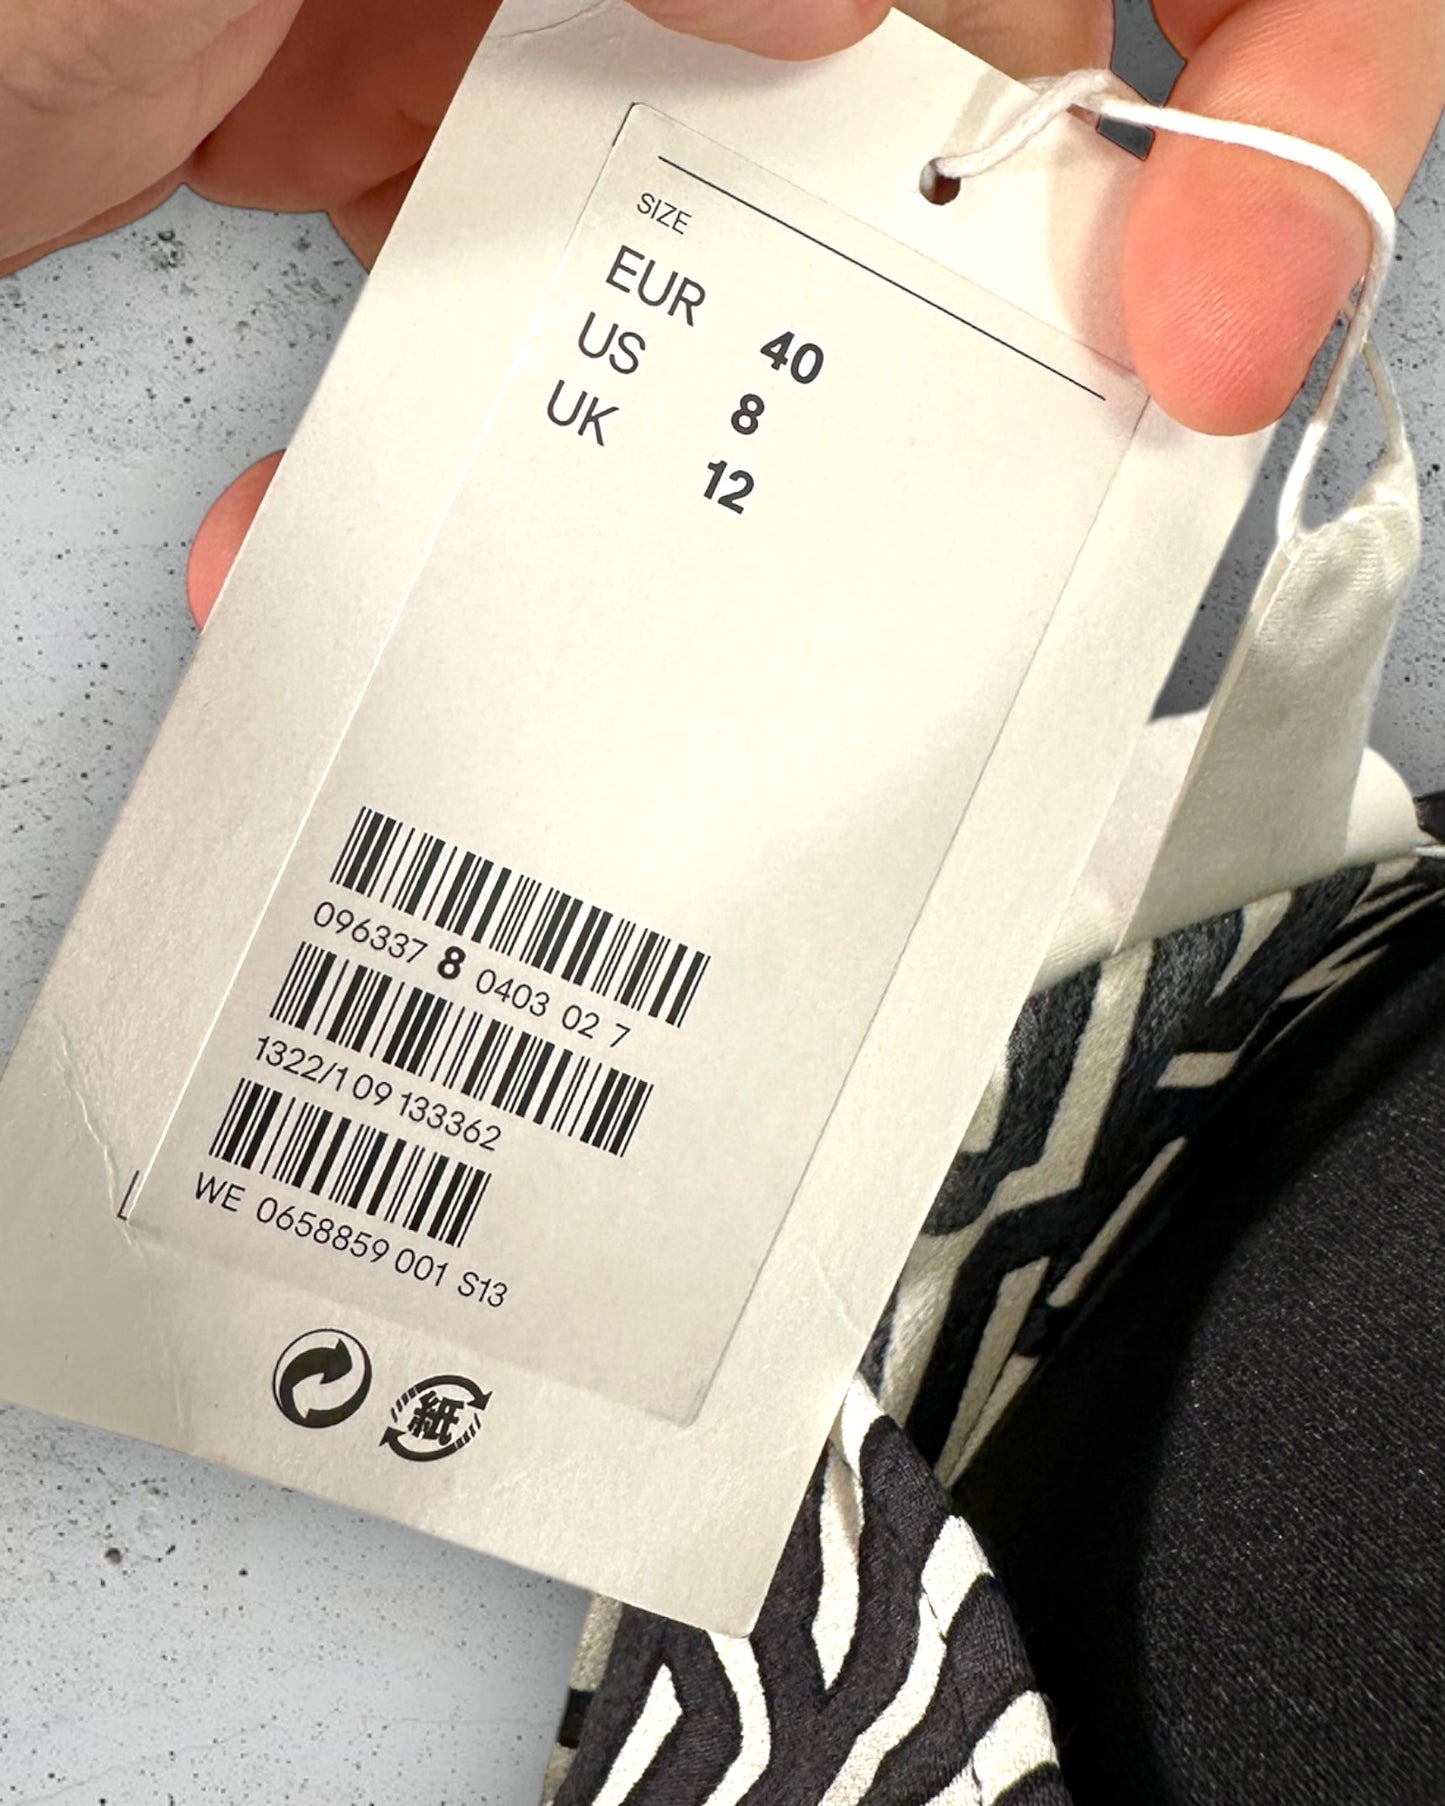 SIZE
EUR 40
US 8
UK 12
096337 8 0403 02 7
1322/1 09 133362
WE 0658859 001 S13
紙